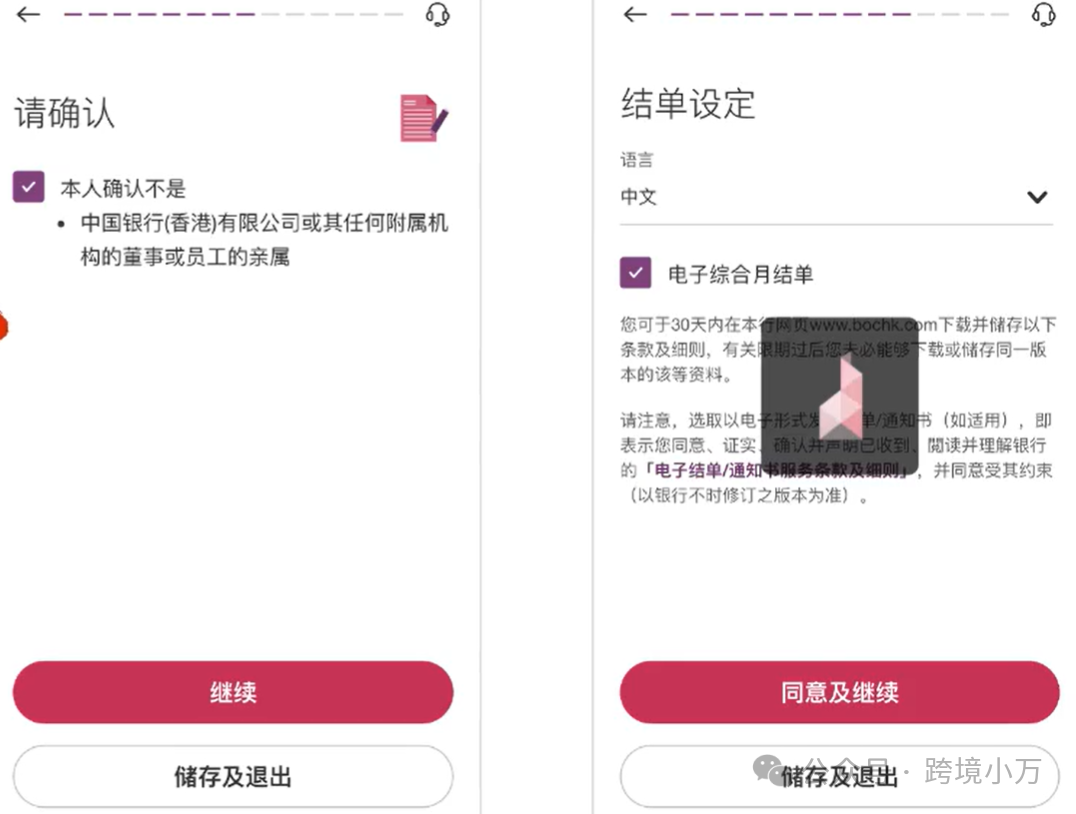 请确认
本人确认不是
• 中国银行(香港)有限公司或其任何附属机
构的董事或员工的亲属
继续
储存及退出
结单设定
语言
中文
电子综合月结单
您可于30天内在本行网页www.bochk.com下载并储存以下
条款及细则，有关限期过后您未必能够下载或储存同一版
本的该等资料。
请注意，选取以电子形式发 单/通知书（如适用），即
表示您同意、证实、确认并声明已收到、閲读并理解银行
的「电子结单/通知书服务条款及细则」，并同意受其约束
（以银行不时修订之版本为准）。
同意及继续
储存及退出
公众号 · 跨境小万